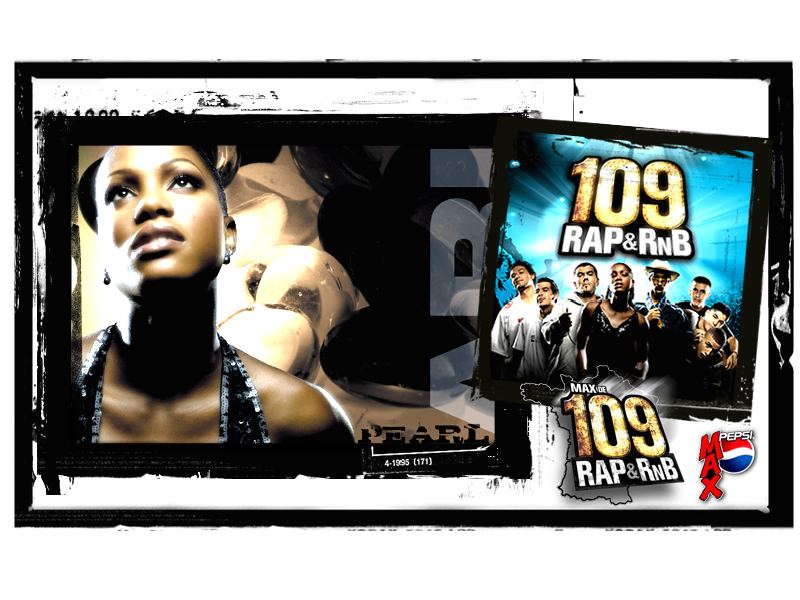 109
RAP & RnB
PEARL
4-1995 (171)
MAX DE
109
RAP & RnB
PEPSI
MAX